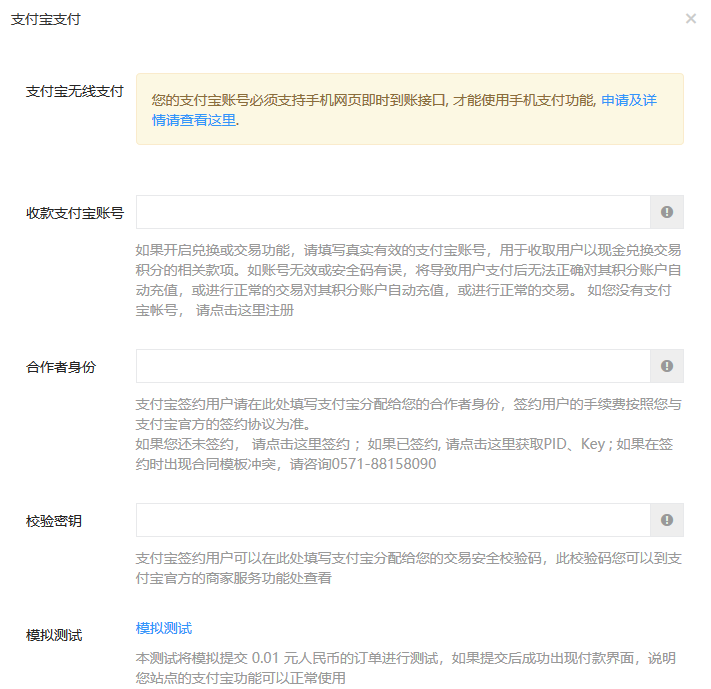 支付宝支付
支付宝无线支付
您的支付宝账号必须支持手机网页即时到账接口, 才能使用手机支付功能, 申请及详
情请查看这里.
收款支付宝账号
如果开启兑换或交易功能，请填写真实有效的支付宝账号，用于收取用户以现金兑换交易
积分的相关款项。如账号无效或安全码有误，将导致用户支付后无法正确对其积分账户自
动充值，或进行正常的交易对其积分账户自动充值，或进行正常的交易。 如您没有支付
宝帐号， 请点击这里注册
合作者身份
支付宝签约用户请在此处填写支付宝分配给您的合作者身份，签约用户的手续费按照您与
支付宝官方的签约协议为准。
如果您还未签约， 请点击这里签约 ；如果已签约, 请点击这里获取PID、Key ; 如果在签
约时出现合同模板冲突，请咨询0571-88158090
校验密钥
支付宝签约用户可以在此处填写支付宝分配给您的交易安全校验码，此校验码您可以到支
付宝官方的商家服务功能处查看
模拟测试
模拟测试
本测试将模拟提交 0.01 元人民币的订单进行测试，如果提交后成功出现付款界面，说明
您站点的支付宝功能可以正常使用